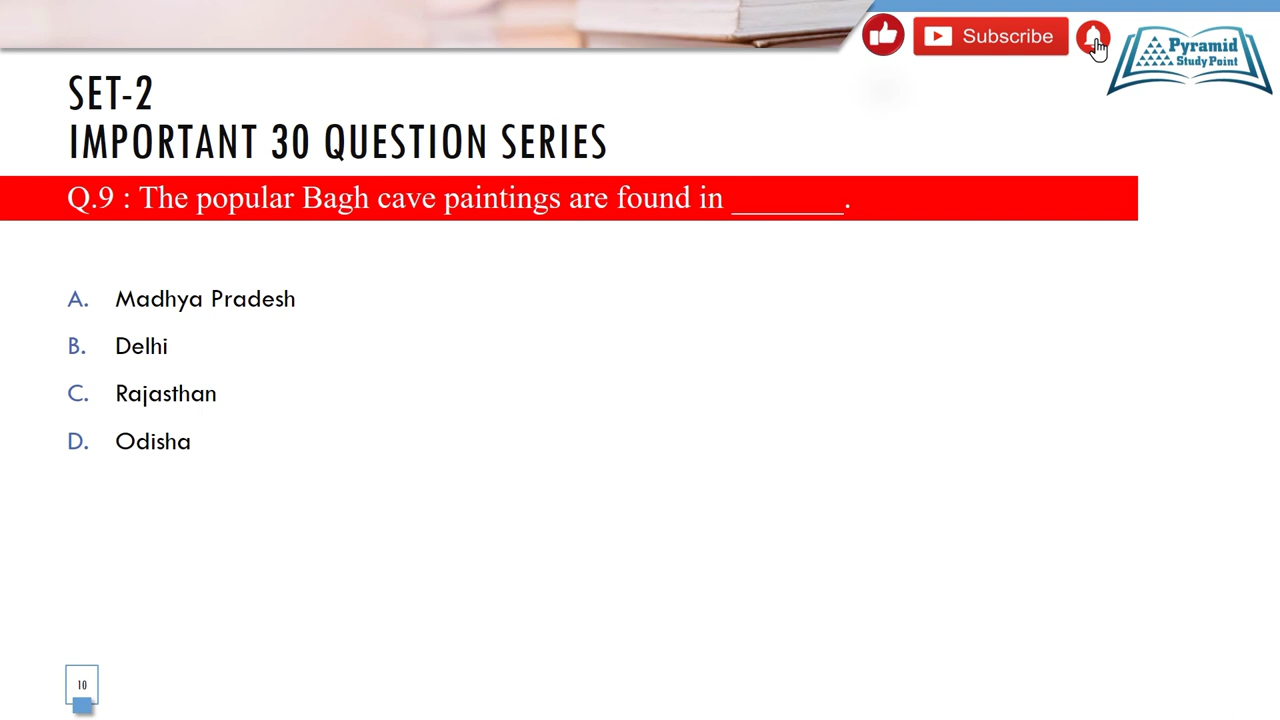 Subscribe
Pyramid
Study Point
SET-2
IMPORTANT 30 QUESTION SERIES
Q.9 : The popular Bagh cave paintings are found in _______.
A. Madhya Pradesh
B. Delhi
C. Rajasthan
D. Odisha
10